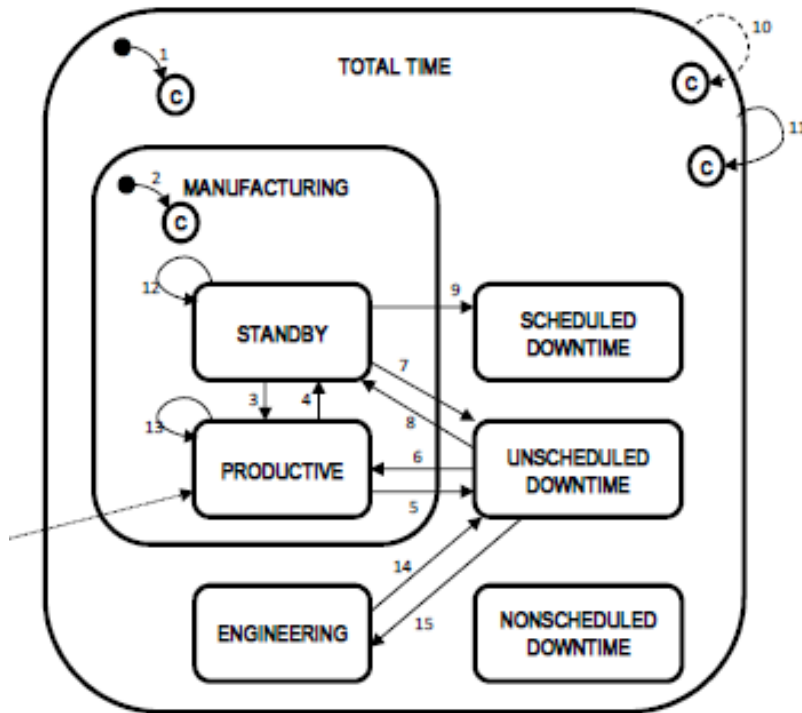 10
1
TOTAL TIME
C
C
11
C
2
MANUFACTURING
C
12
9
STANDBY
SCHEDULED
DOWNTIME
7
3
4
8
13
6
PRODUCTIVE
UNSCHEDULED
DOWNTIME
5
14
15
ENGINEERING
NONSCHEDULED
DOWNTIME